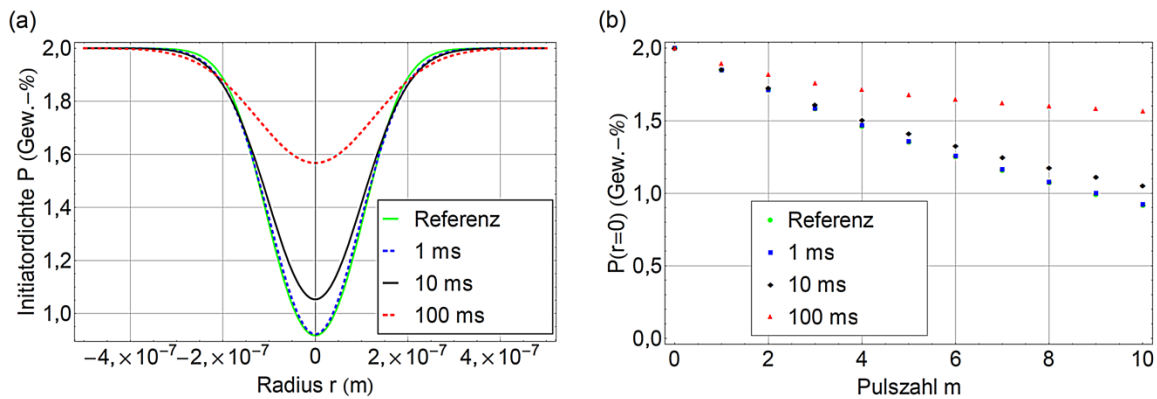 (a)
Initiatordichte P (Gew.–%)
2,0
1,8
1,6
1,4
1,2
1,0
Referenz
1 ms
10 ms
100 ms
−4,×10⁻⁷ −2,×10⁻⁷ 0 2,×10⁻⁷ 4,×10⁻⁷
Radius r (m)
(b)
P(r=0) (Gew.–%)
2,0
1,5
1,0
0,5
0,0
Referenz
1 ms
10 ms
100 ms
0 2 4 6 8 10
Pulszahl m